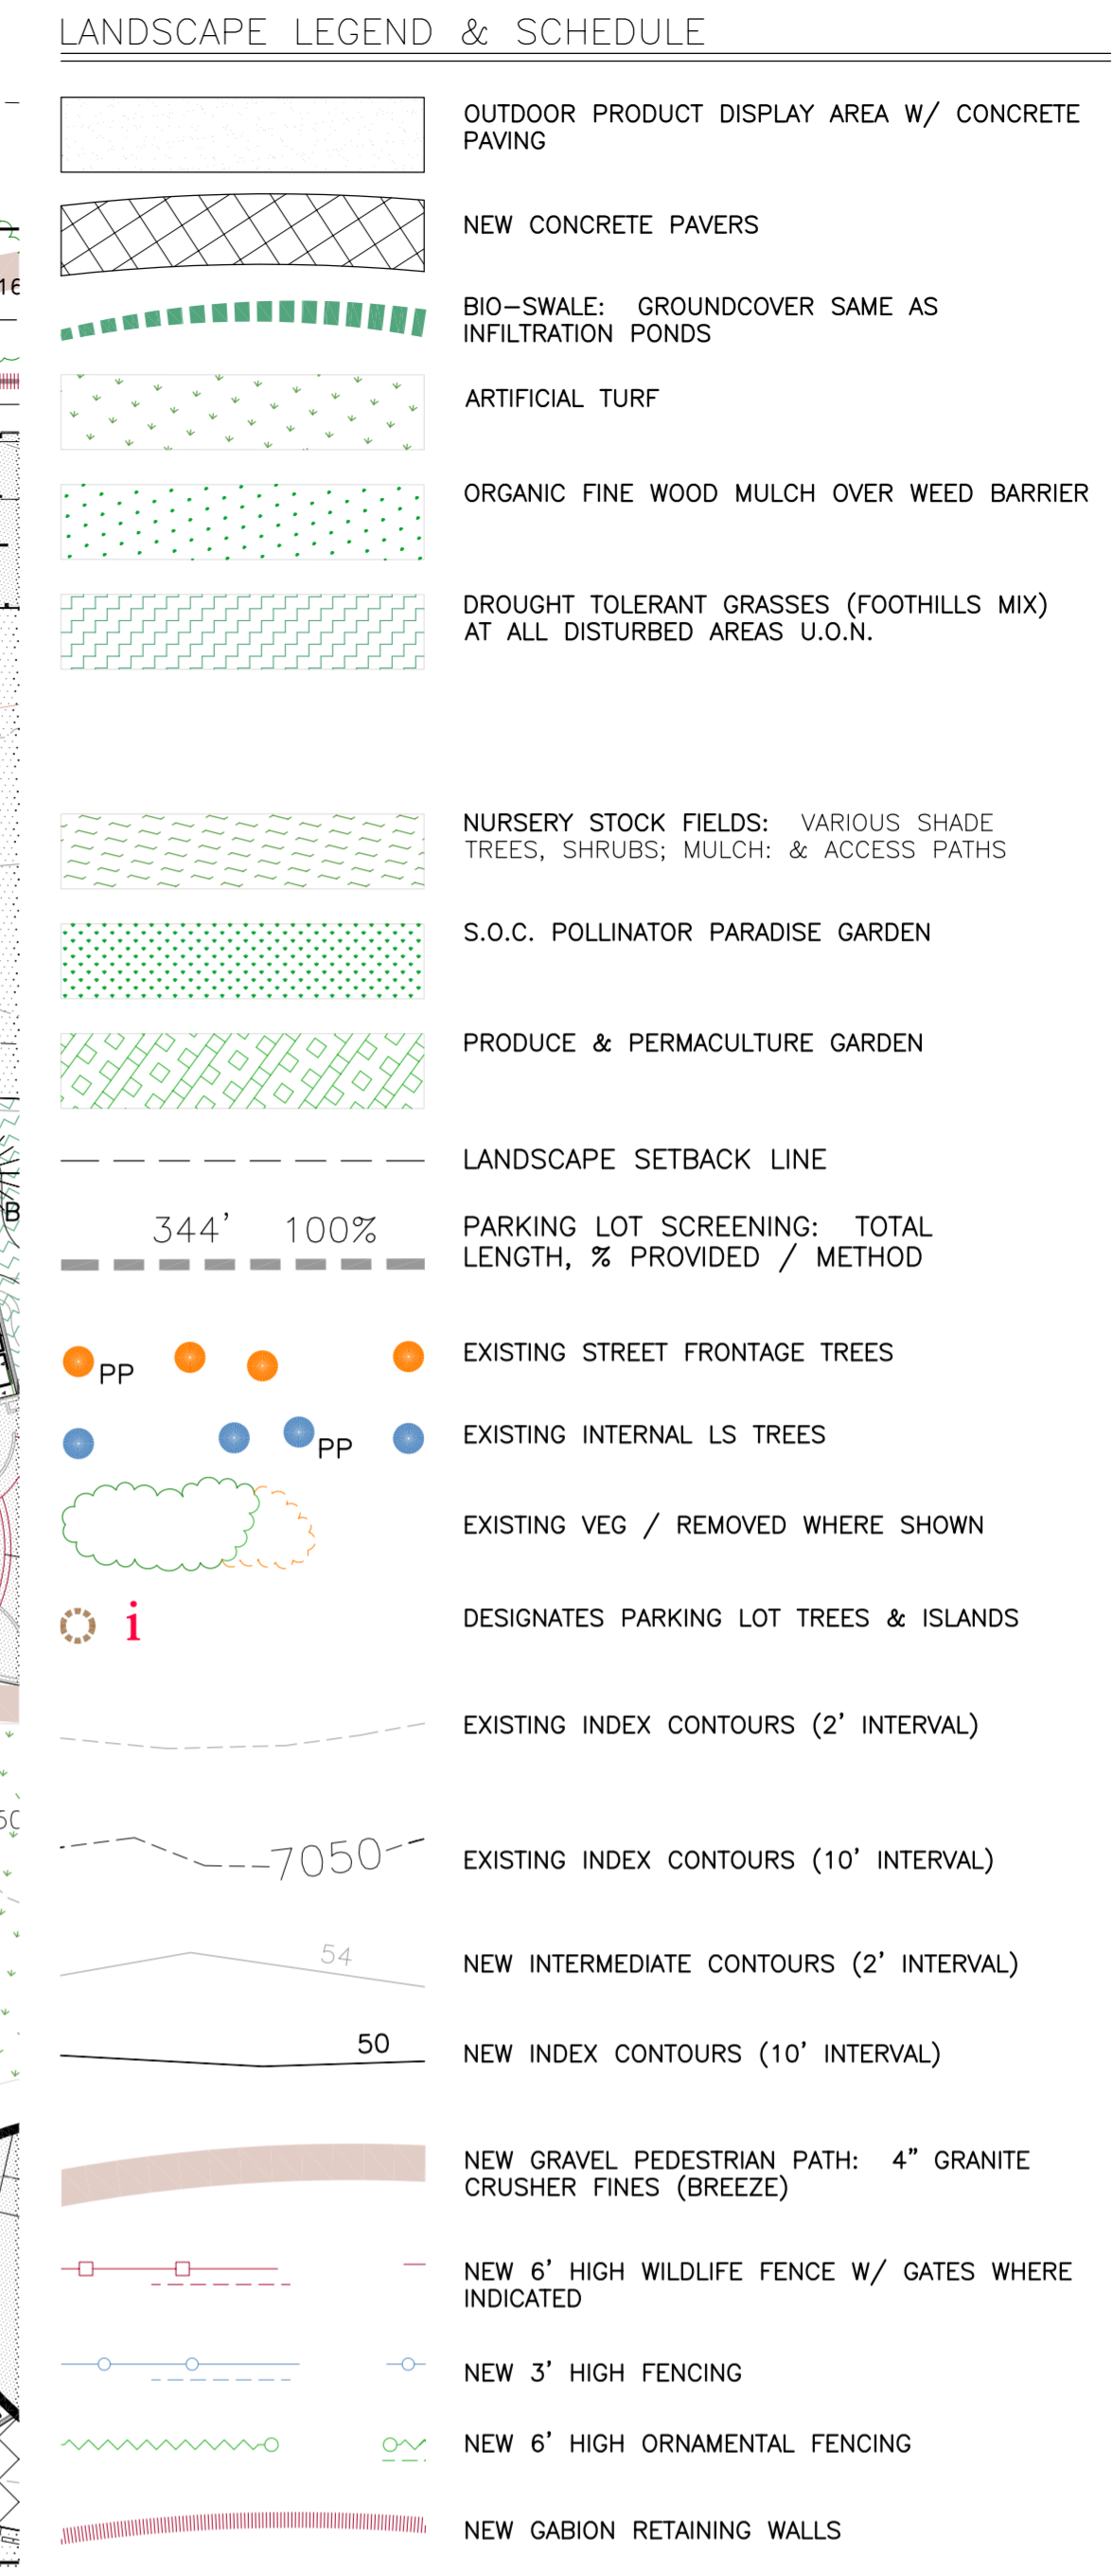 LANDSCAPE LEGEND & SCHEDULE
OUTDOOR PRODUCT DISPLAY AREA W/ CONCRETE
PAVING
NEW CONCRETE PAVERS
16
BIO-SWALE: GROUNDCOVER SAME AS
INFILTRATION PONDS
ARTIFICIAL TURF
ORGANIC FINE WOOD MULCH OVER WEED BARRIER
DROUGHT TOLERANT GRASSES (FOOTHILLS MIX)
AT ALL DISTURBED AREAS U.O.N.
NURSERY STOCK FIELDS: VARIOUS SHADE
TREES, SHRUBS; MULCH: & ACCESS PATHS
S.O.C. POLLINATOR PARADISE GARDEN
PRODUCE & PERMACULTURE GARDEN
LANDSCAPE SETBACK LINE
B
344' 100%
PARKING LOT SCREENING: TOTAL
LENGTH, % PROVIDED / METHOD
PP
EXISTING STREET FRONTAGE TREES
PP
EXISTING INTERNAL LS TREES
EXISTING VEG / REMOVED WHERE SHOWN
i
DESIGNATES PARKING LOT TREES & ISLANDS
EXISTING INDEX CONTOURS (2' INTERVAL)
7050
EXISTING INDEX CONTOURS (10' INTERVAL)
54
NEW INTERMEDIATE CONTOURS (2' INTERVAL)
50
NEW INDEX CONTOURS (10' INTERVAL)
NEW GRAVEL PEDESTRIAN PATH: 4" GRANITE
CRUSHER FINES (BREEZE)
NEW 6' HIGH WILDLIFE FENCE W/ GATES WHERE
INDICATED
NEW 3' HIGH FENCING
NEW 6' HIGH ORNAMENTAL FENCING
NEW GABION RETAINING WALLS